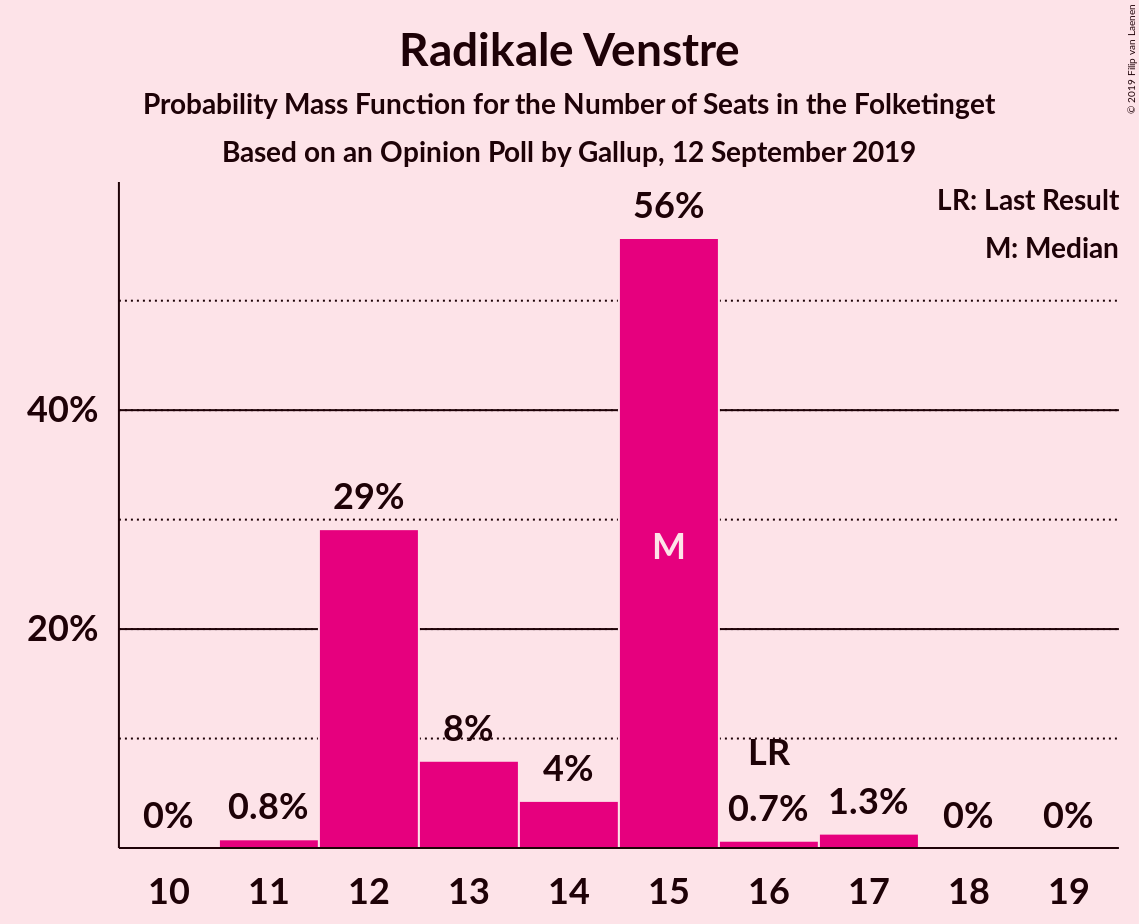 Radikale Venstre
Probability Mass Function for the Number of Seats in the Folketinget
Based on an Opinion Poll by Gallup, 12 September 2019
© 2019 Filip van Laenen
LR: Last Result
M: Median
56%
40%
29%
M
20%
8%
LR
4%
0%
0.8%
0.7%
1.3%
0%
0%
10 11 12 13 14 15 16 17 18 19